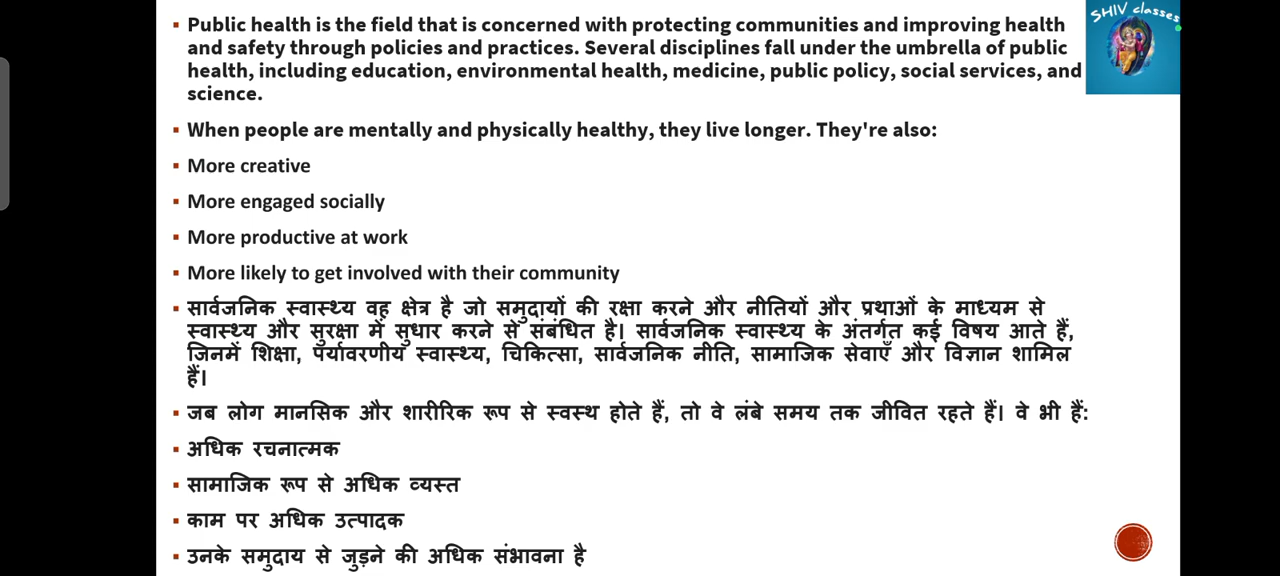 SHIV classes
Public health is the field that is concerned with protecting communities and improving health
and safety through policies and practices. Several disciplines fall under the umbrella of public
health, including education, environmental health, medicine, public policy, social services, and
science.
When people are mentally and physically healthy, they live longer. They're also:
More creative
More engaged socially
More productive at work
More likely to get involved with their community
सार्वजनिक स्वास्थ्य वह क्षेत्र है जो समुदायों की रक्षा करने और नीतियों और प्रथाओं के माध्यम से
स्वास्थ्य और सुरक्षा में सुधार करने से संबंधित है। सार्वजनिक स्वास्थ्य के अंतर्गत कई विषय आते हैं,
जिनमें शिक्षा, पर्यावरणीय स्वास्थ्य, चिकित्सा, सार्वजनिक नीति, सामाजिक सेवाएँ और विज्ञान शामिल
हैं।
जब लोग मानसिक और शारीरिक रूप से स्वस्थ होते हैं, तो वे लंबे समय तक जीवित रहते हैं। वे भी हैं:
अधिक रचनात्मक
सामाजिक रूप से अधिक व्यस्त
काम पर अधिक उत्पादक
उनके समुदाय से जुड़ने की अधिक संभावना है